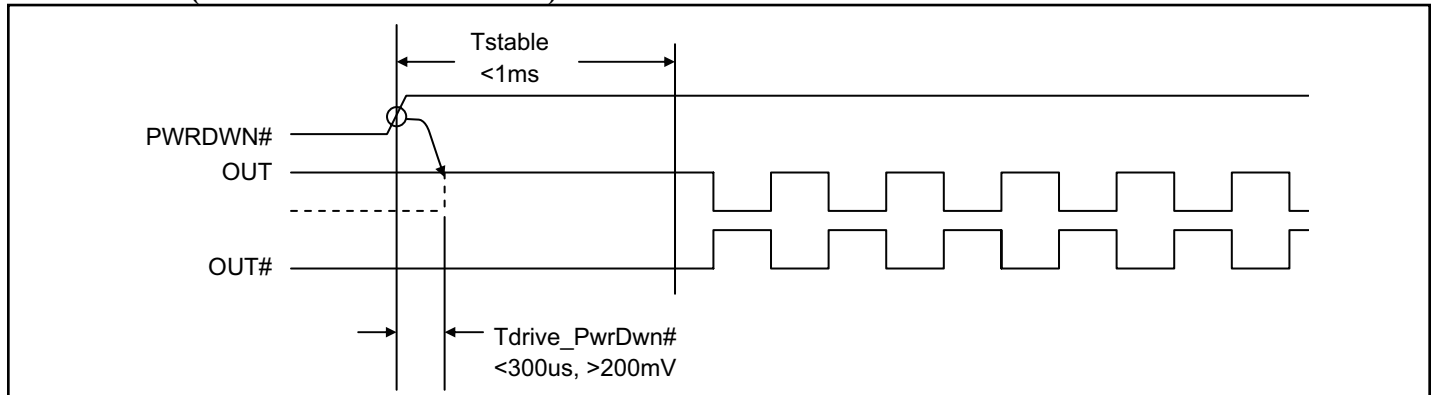 Tstable
<1ms
PWRDWN#
OUT
OUT#
Tdrive_PwrDwn#
<300us, >200mV